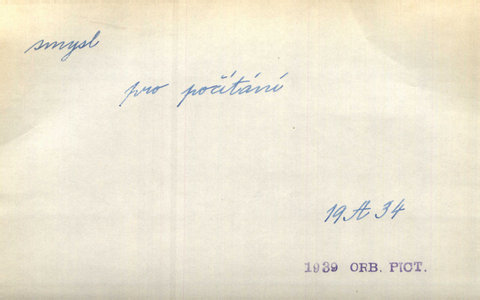 smysl
pro počítání
19 A 34
1939 ORB. PICT.